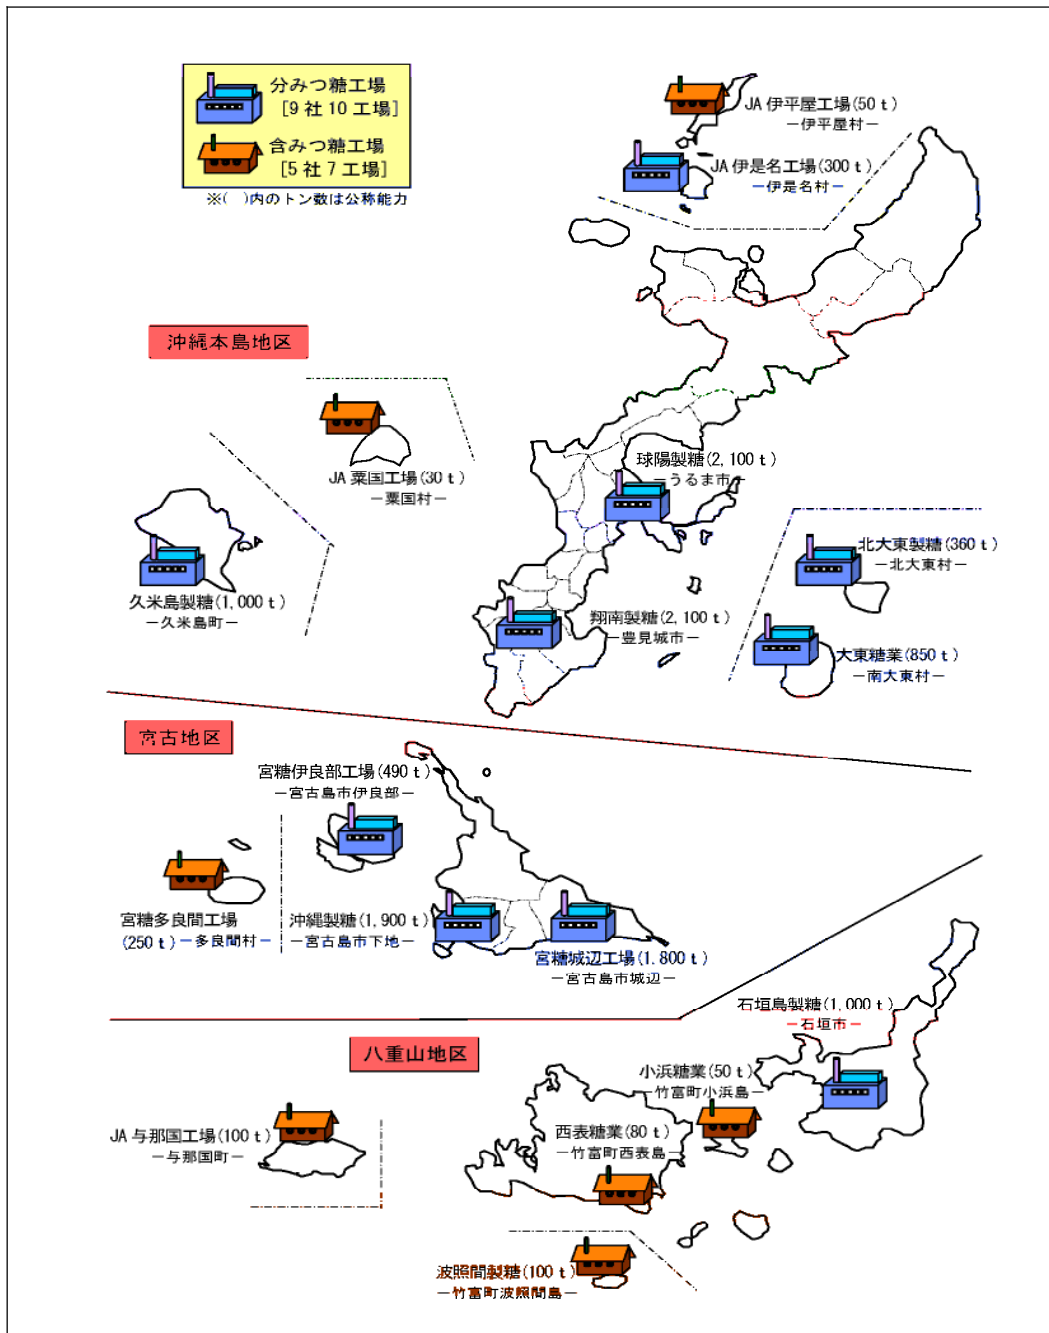 分みつ糖工場
[9社10工場]
含みつ糖工場
[5社7工場]
※( )内のトン数は公称能力
JA伊平屋工場(50t)
－伊平屋村－
JA伊是名工場(300t)
－伊是名村－
沖縄本島地区
JA粟国工場(30t)
－粟国村－
球陽製糖(2,100t)
－うるま市－
久米島製糖(1,000t)
－久米島町－
翔南製糖(2,100t)
－豊見城市－
北大東製糖(360t)
－北大東村－
大東糖業(850t)
－南大東村－
宮古地区
宮糖伊良部工場(490t)
－宮古島市伊良部－
宮糖多良間工場
(250t)－多良間村－
沖縄製糖(1,900t)
－宮古島市下地－
宮糖城辺工場(1,800t)
－宮古島市城辺－
八重山地区
石垣島製糖(1,000t)
－石垣市－
小浜糖業(50t)
－竹富町小浜島－
JA与那国工場(100t)
－与那国町－
西表糖業(80t)
－竹富町西表島－
波照間製糖(100t)
－竹富町波照間島－